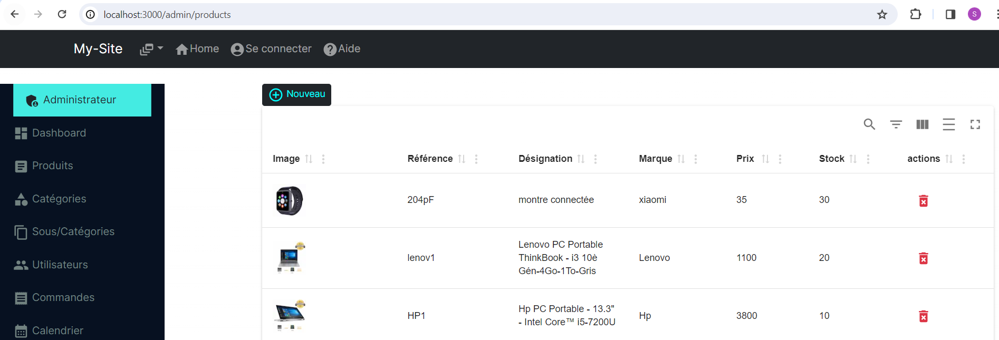 localhost:3000/admin/products
S
My-Site Home Se connecter Aide
Administrateur
Dashboard
Produits
Catégories
Sous/Catégories
Utilisateurs
Commandes
Calendrier
Nouveau
Image Référence Désignation Marque Prix Stock actions
204pF montre connectée xiaomi 35 30
lenov1 Lenovo PC Portable
ThinkBook - i3 10è
Gén-4Go-1To-Gris Lenovo 1100 20
HP1 Hp PC Portable - 13.3"
- Intel Core™ i5-7200U Hp 3800 10